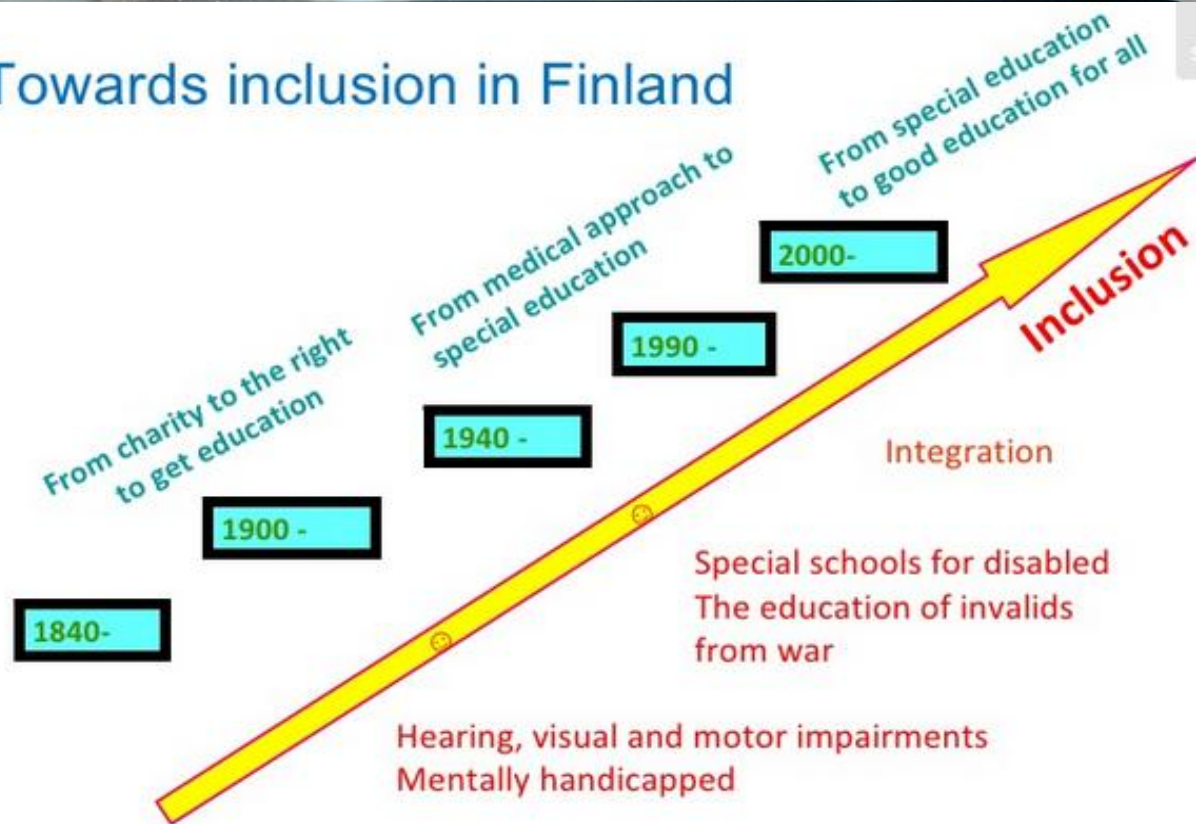 Towards inclusion in Finland
From special education
to good education for all
2000-
Inclusion
From medical approach to
special education
1990 -
From charity to the right
to get education
1940 -
Integration
1900 -
Special schools for disabled
The education of invalids
from war
1840-
Hearing, visual and motor impairments
Mentally handicapped